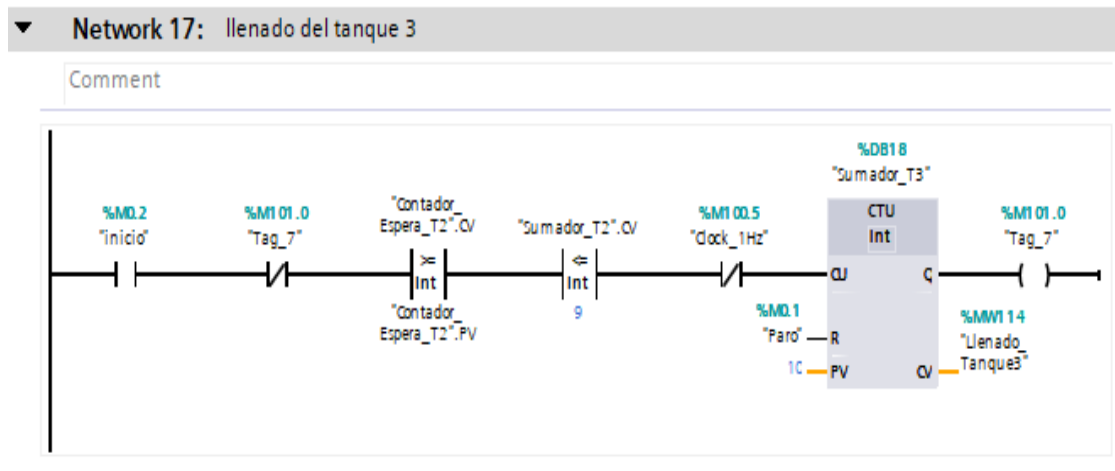 Network 17: llenado del tanque 3
Comment
%DB18
"Sumador_T3"
%M0.2
"inicio"
%M101.0
"Tag_7"
"Contador_
Espera_T2".CV
>=
Int
"Contador_
Espera_T2".PV
"Sumador_T2".CV
<=
Int
9
%M100.5
"Clock_1Hz"
CTU
Int
CU
Q
%M101.0
"Tag_7"
%M0.1
"Paro"
R
PV
CV
%MW114
"Llenado_
Tanque3"